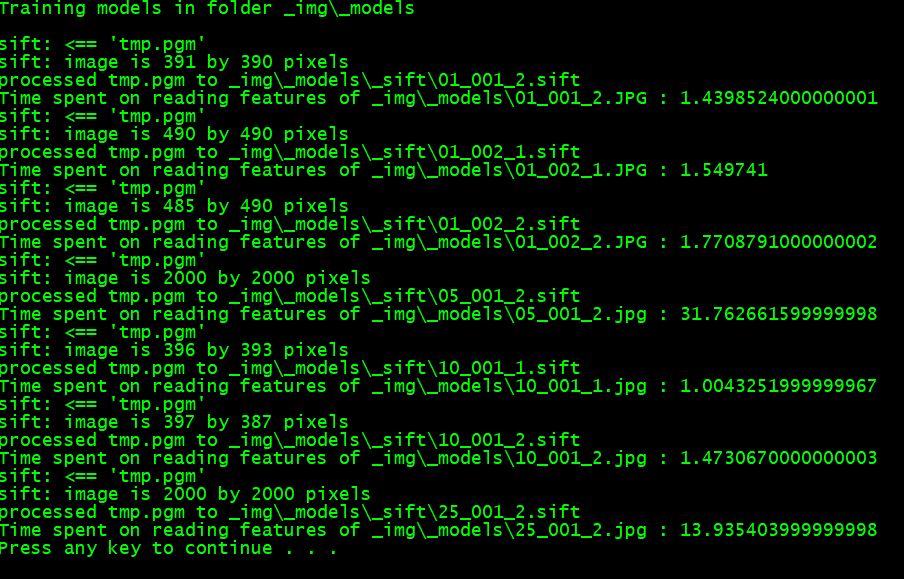 Training models in folder _img\_models
sift: <== 'tmp.pgm'
sift: image is 391 by 390 pixels
processed tmp.pgm to _img\_models\_sift\01_001_2.sift
Time spent on reading features of _img\_models\01_001_2.JPG : 1.4398524000000001
sift: <== 'tmp.pgm'
sift: image is 490 by 490 pixels
processed tmp.pgm to _img\_models\_sift\01_002_1.sift
Time spent on reading features of _img\_models\01_002_1.JPG : 1.549741
sift: <== 'tmp.pgm'
sift: image is 485 by 490 pixels
processed tmp.pgm to _img\_models\_sift\01_002_2.sift
Time spent on reading features of _img\_models\01_002_2.JPG : 1.7708791000000002
sift: <== 'tmp.pgm'
sift: image is 2000 by 2000 pixels
processed tmp.pgm to _img\_models\_sift\05_001_2.sift
Time spent on reading features of _img\_models\05_001_2.jpg : 31.762661599999998
sift: <== 'tmp.pgm'
sift: image is 396 by 393 pixels
processed tmp.pgm to _img\_models\_sift\10_001_1.sift
Time spent on reading features of _img\_models\10_001_1.jpg : 1.0043251999999967
sift: <== 'tmp.pgm'
sift: image is 397 by 387 pixels
processed tmp.pgm to _img\_models\_sift\10_001_2.sift
Time spent on reading features of _img\_models\10_001_2.jpg : 1.4730670000000003
sift: <== 'tmp.pgm'
sift: image is 2000 by 2000 pixels
processed tmp.pgm to _img\_models\_sift\25_001_2.sift
Time spent on reading features of _img\_models\25_001_2.jpg : 13.935403999999998
Press any key to continue . . .